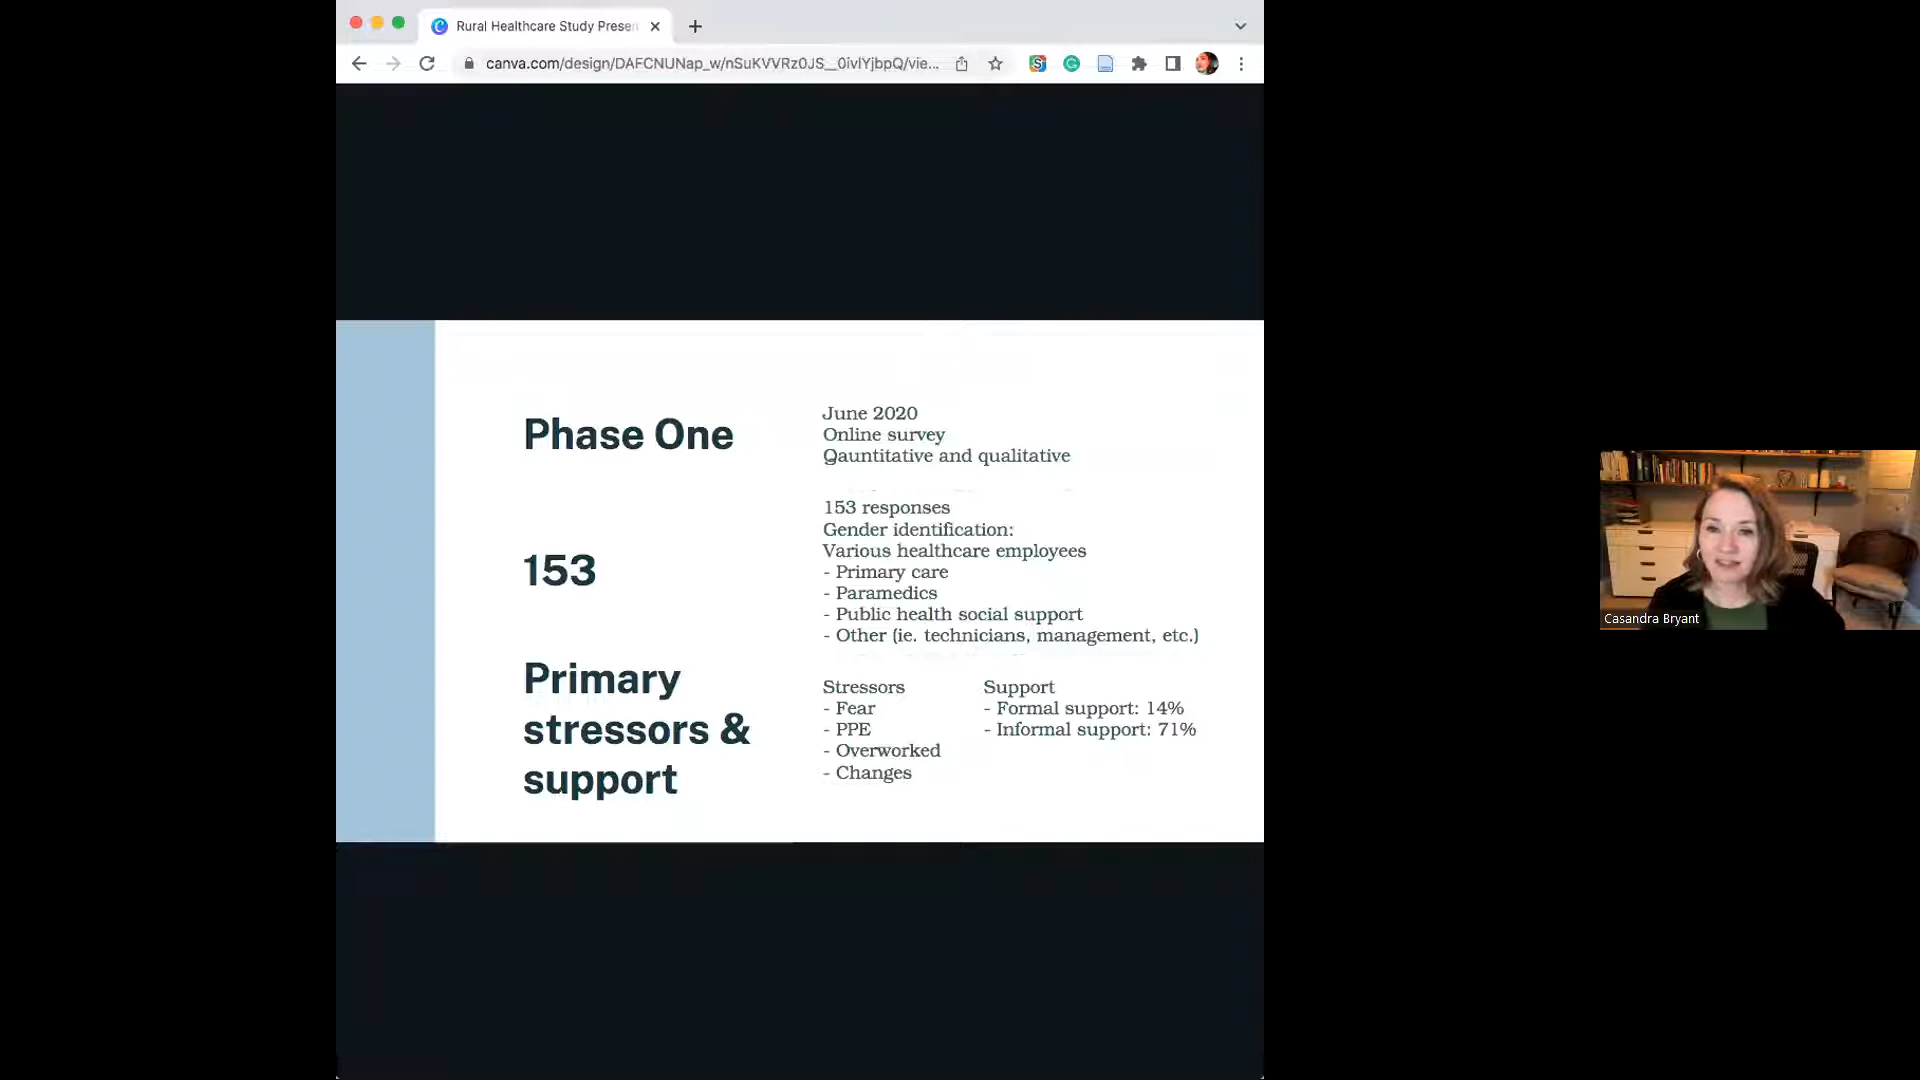 Rural Healthcare Study Presen
canva.com/design/DAFCNUNap_w/nSuKVVRz0JS__0ivIYjbpQ/vie...
Phase One
June 2020
Online survey
Qauntitative and qualitative
153
153 responses
Gender identification:
Various healthcare employees
- Primary care
- Paramedics
- Public health social support
- Other (ie. technicians, management, etc.)
Primary
stressors &
support
Stressors
- Fear
- PPE
- Overworked
- Changes
Support
- Formal support: 14%
- Informal support: 71%
Casandra Bryant